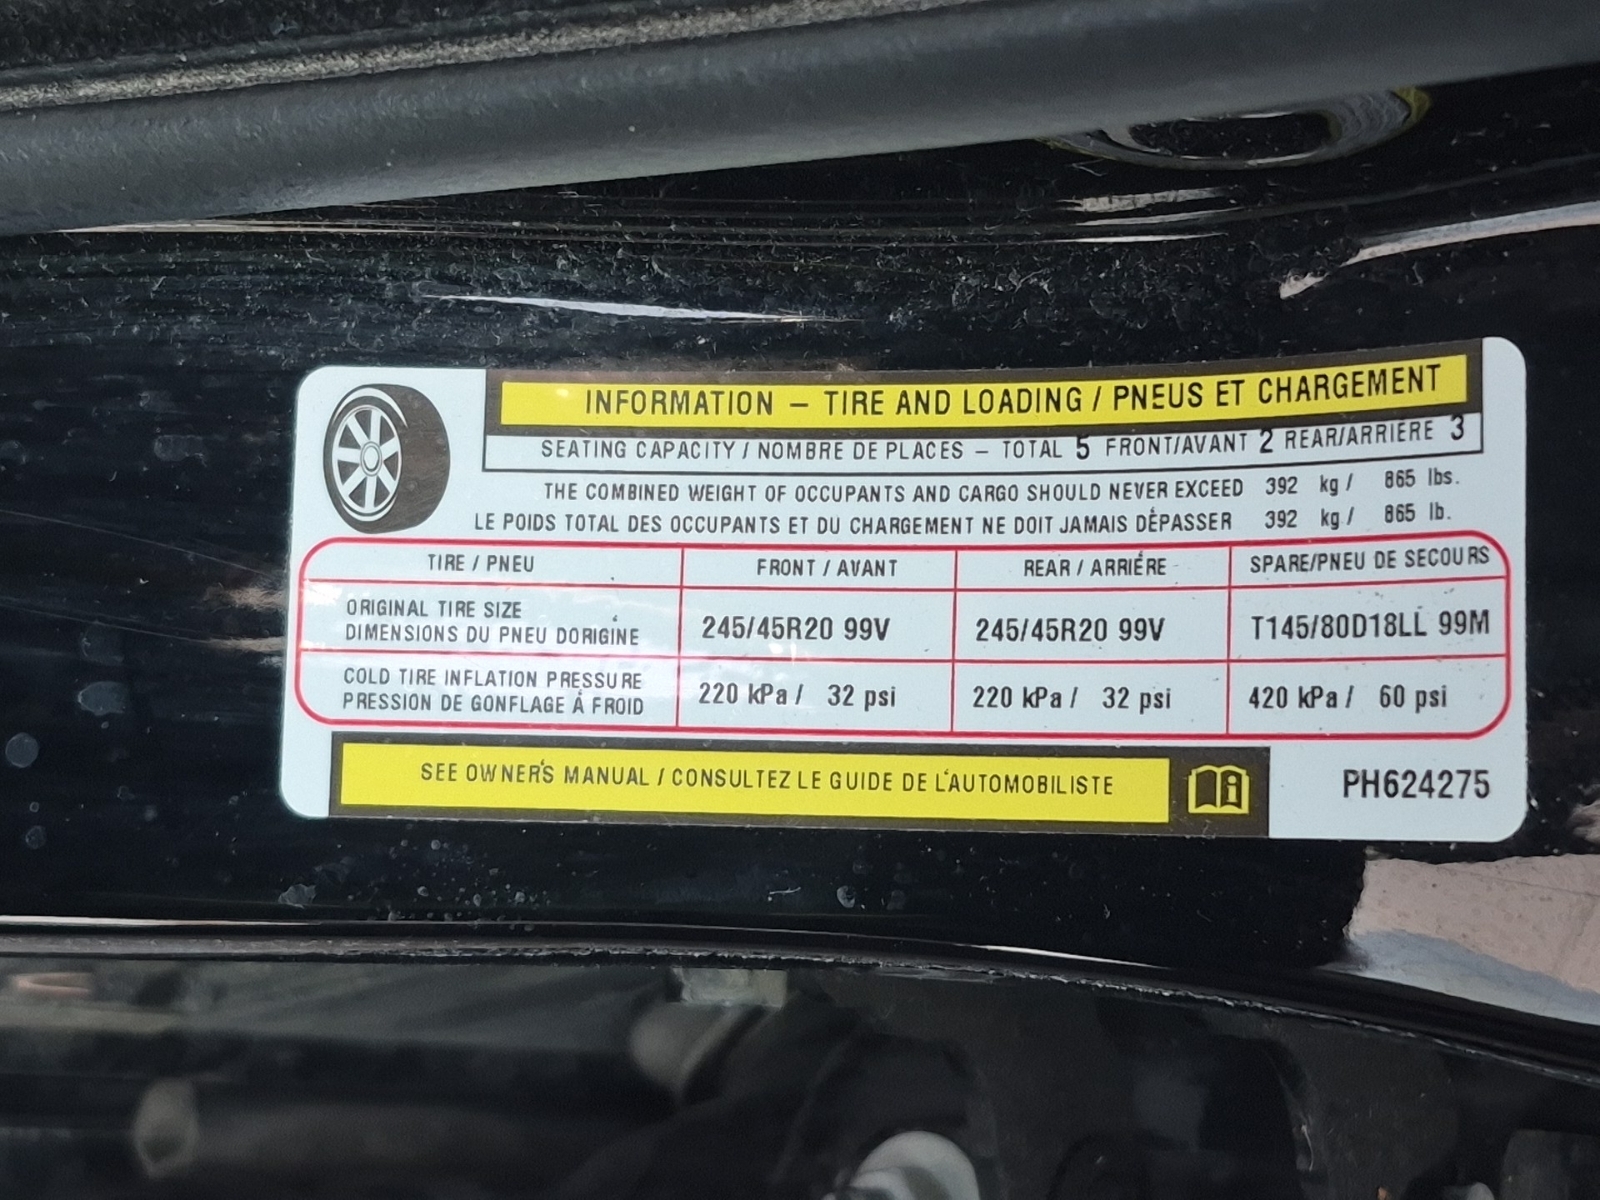 INFORMATION – TIRE AND LOADING / PNEUS ET CHARGEMENT
SEATING CAPACITY / NOMBRE DE PLACES – TOTAL 5 FRONT/AVANT 2 REAR/ARRIÈRE 3
THE COMBINED WEIGHT OF OCCUPANTS AND CARGO SHOULD NEVER EXCEED 392 kg / 865 lbs.
LE POIDS TOTAL DES OCCUPANTS ET DU CHARGEMENT NE DOIT JAMAIS DÉPASSER 392 kg / 865 lb.
TIRE / PNEU FRONT / AVANT REAR / ARRIÉRE SPARE/PNEU DE SECOURS
ORIGINAL TIRE SIZE
DIMENSIONS DU PNEU D'ORIGINE 245/45R20 99V 245/45R20 99V T145/80D18LL 99M
COLD TIRE INFLATION PRESSURE
PRESSION DE GONFLAGE À FROID 220 kPa / 32 psi 220 kPa / 32 psi 420 kPa / 60 psi
SEE OWNER'S MANUAL / CONSULTEZ LE GUIDE DE L'AUTOMOBILISTE
PH624275